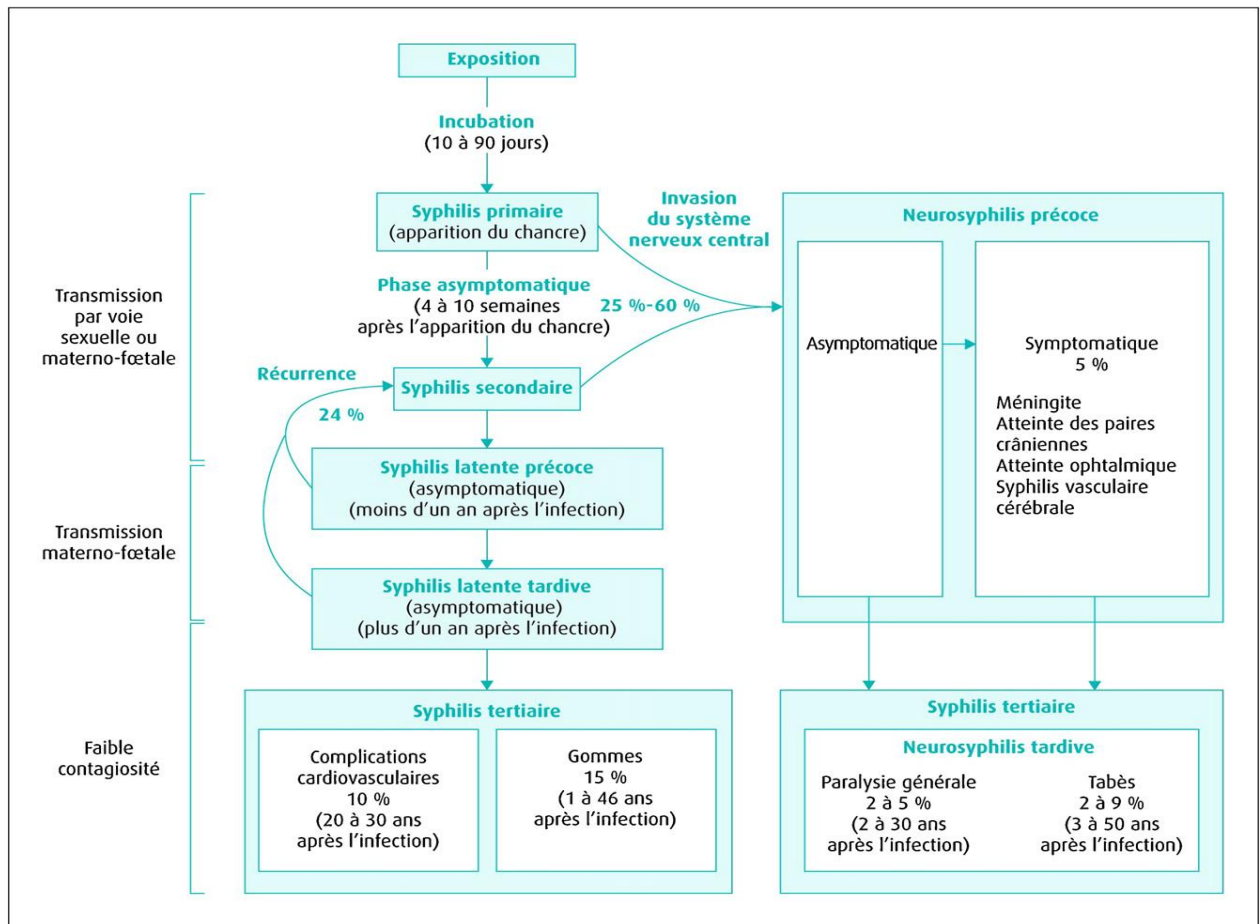 Exposition
Incubation
(10 à 90 jours)
Syphilis primaire
(apparition du chancre)
Invasion
du système
nerveux central
Phase asymptomatique
(4 à 10 semaines
après l’apparition du chancre)
25 %-60 %
Récurrence
24 %
Syphilis secondaire
Syphilis latente précoce
(asymptomatique)
(moins d’un an après l’infection)
Syphilis latente tardive
(asymptomatique)
(plus d’un an après l’infection)
Syphilis tertiaire
Complications
cardiovasculaires
10 %
(20 à 30 ans
après l’infection)
Gommes
15 %
(1 à 46 ans
après l’infection)
Transmission
par voie
sexuelle ou
materno-fœtale
Transmission
materno-fœtale
Faible
contagiosité
Neurosyphilis précoce
Asymptomatique
Symptomatique
5 %
Méningite
Atteinte des paires
crâniennes
Atteinte ophtalmique
Syphilis vasculaire
cérébrale
Syphilis tertiaire
Neurosyphilis tardive
Paralysie générale
2 à 5 %
(2 à 30 ans
après l’infection)
Tabès
2 à 9 %
(3 à 50 ans
après l’infection)